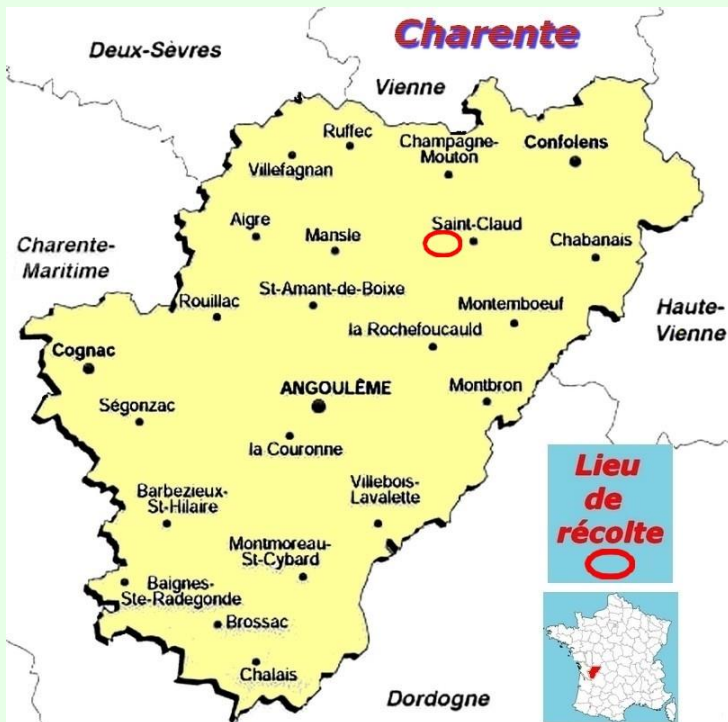 Charente
Deux-Sèvres
Vienne
Ruffec
Villefagnan
Champagne-
Mouton
Confolens
Aigre
Mansle
Saint-Claud
Chabanais
Charente-
Maritime
Rouillac
St-Amant-de-Boixe
Montemboeuf
Haute-
Vienne
la Rochefoucauld
Cognac
ANGOULÊME
Montbron
Ségonzac
la Couronne
Villebois-
Lavalette
Barbezieux-
St-Hilaire
Montmoreau-
St-Cybard
Baignes-
Ste-Radegonde
Brossac
Chalais
Dordogne
Lieu
de
récolte